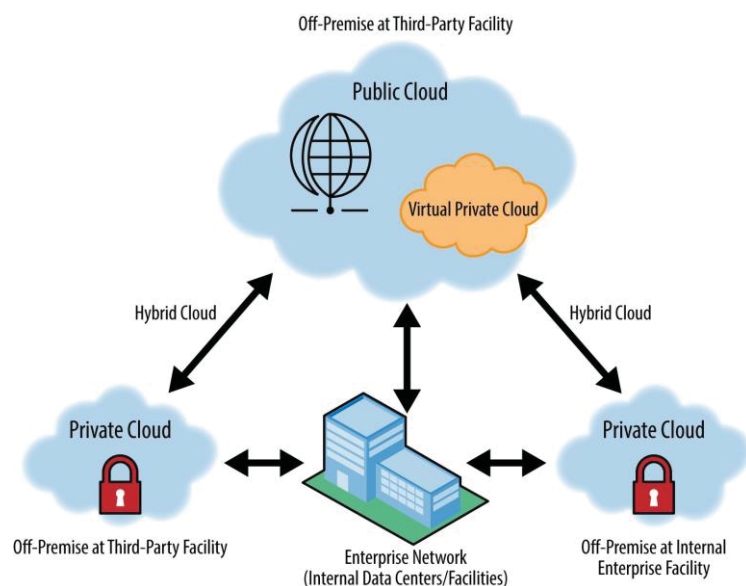 Off-Premise at Third-Party Facility
Public Cloud
Virtual Private Cloud
Hybrid Cloud
Hybrid Cloud
Private Cloud
Private Cloud
Off-Premise at Third-Party Facility
Enterprise Network
(Internal Data Centers/Facilities)
Off-Premise at Internal
Enterprise Facility